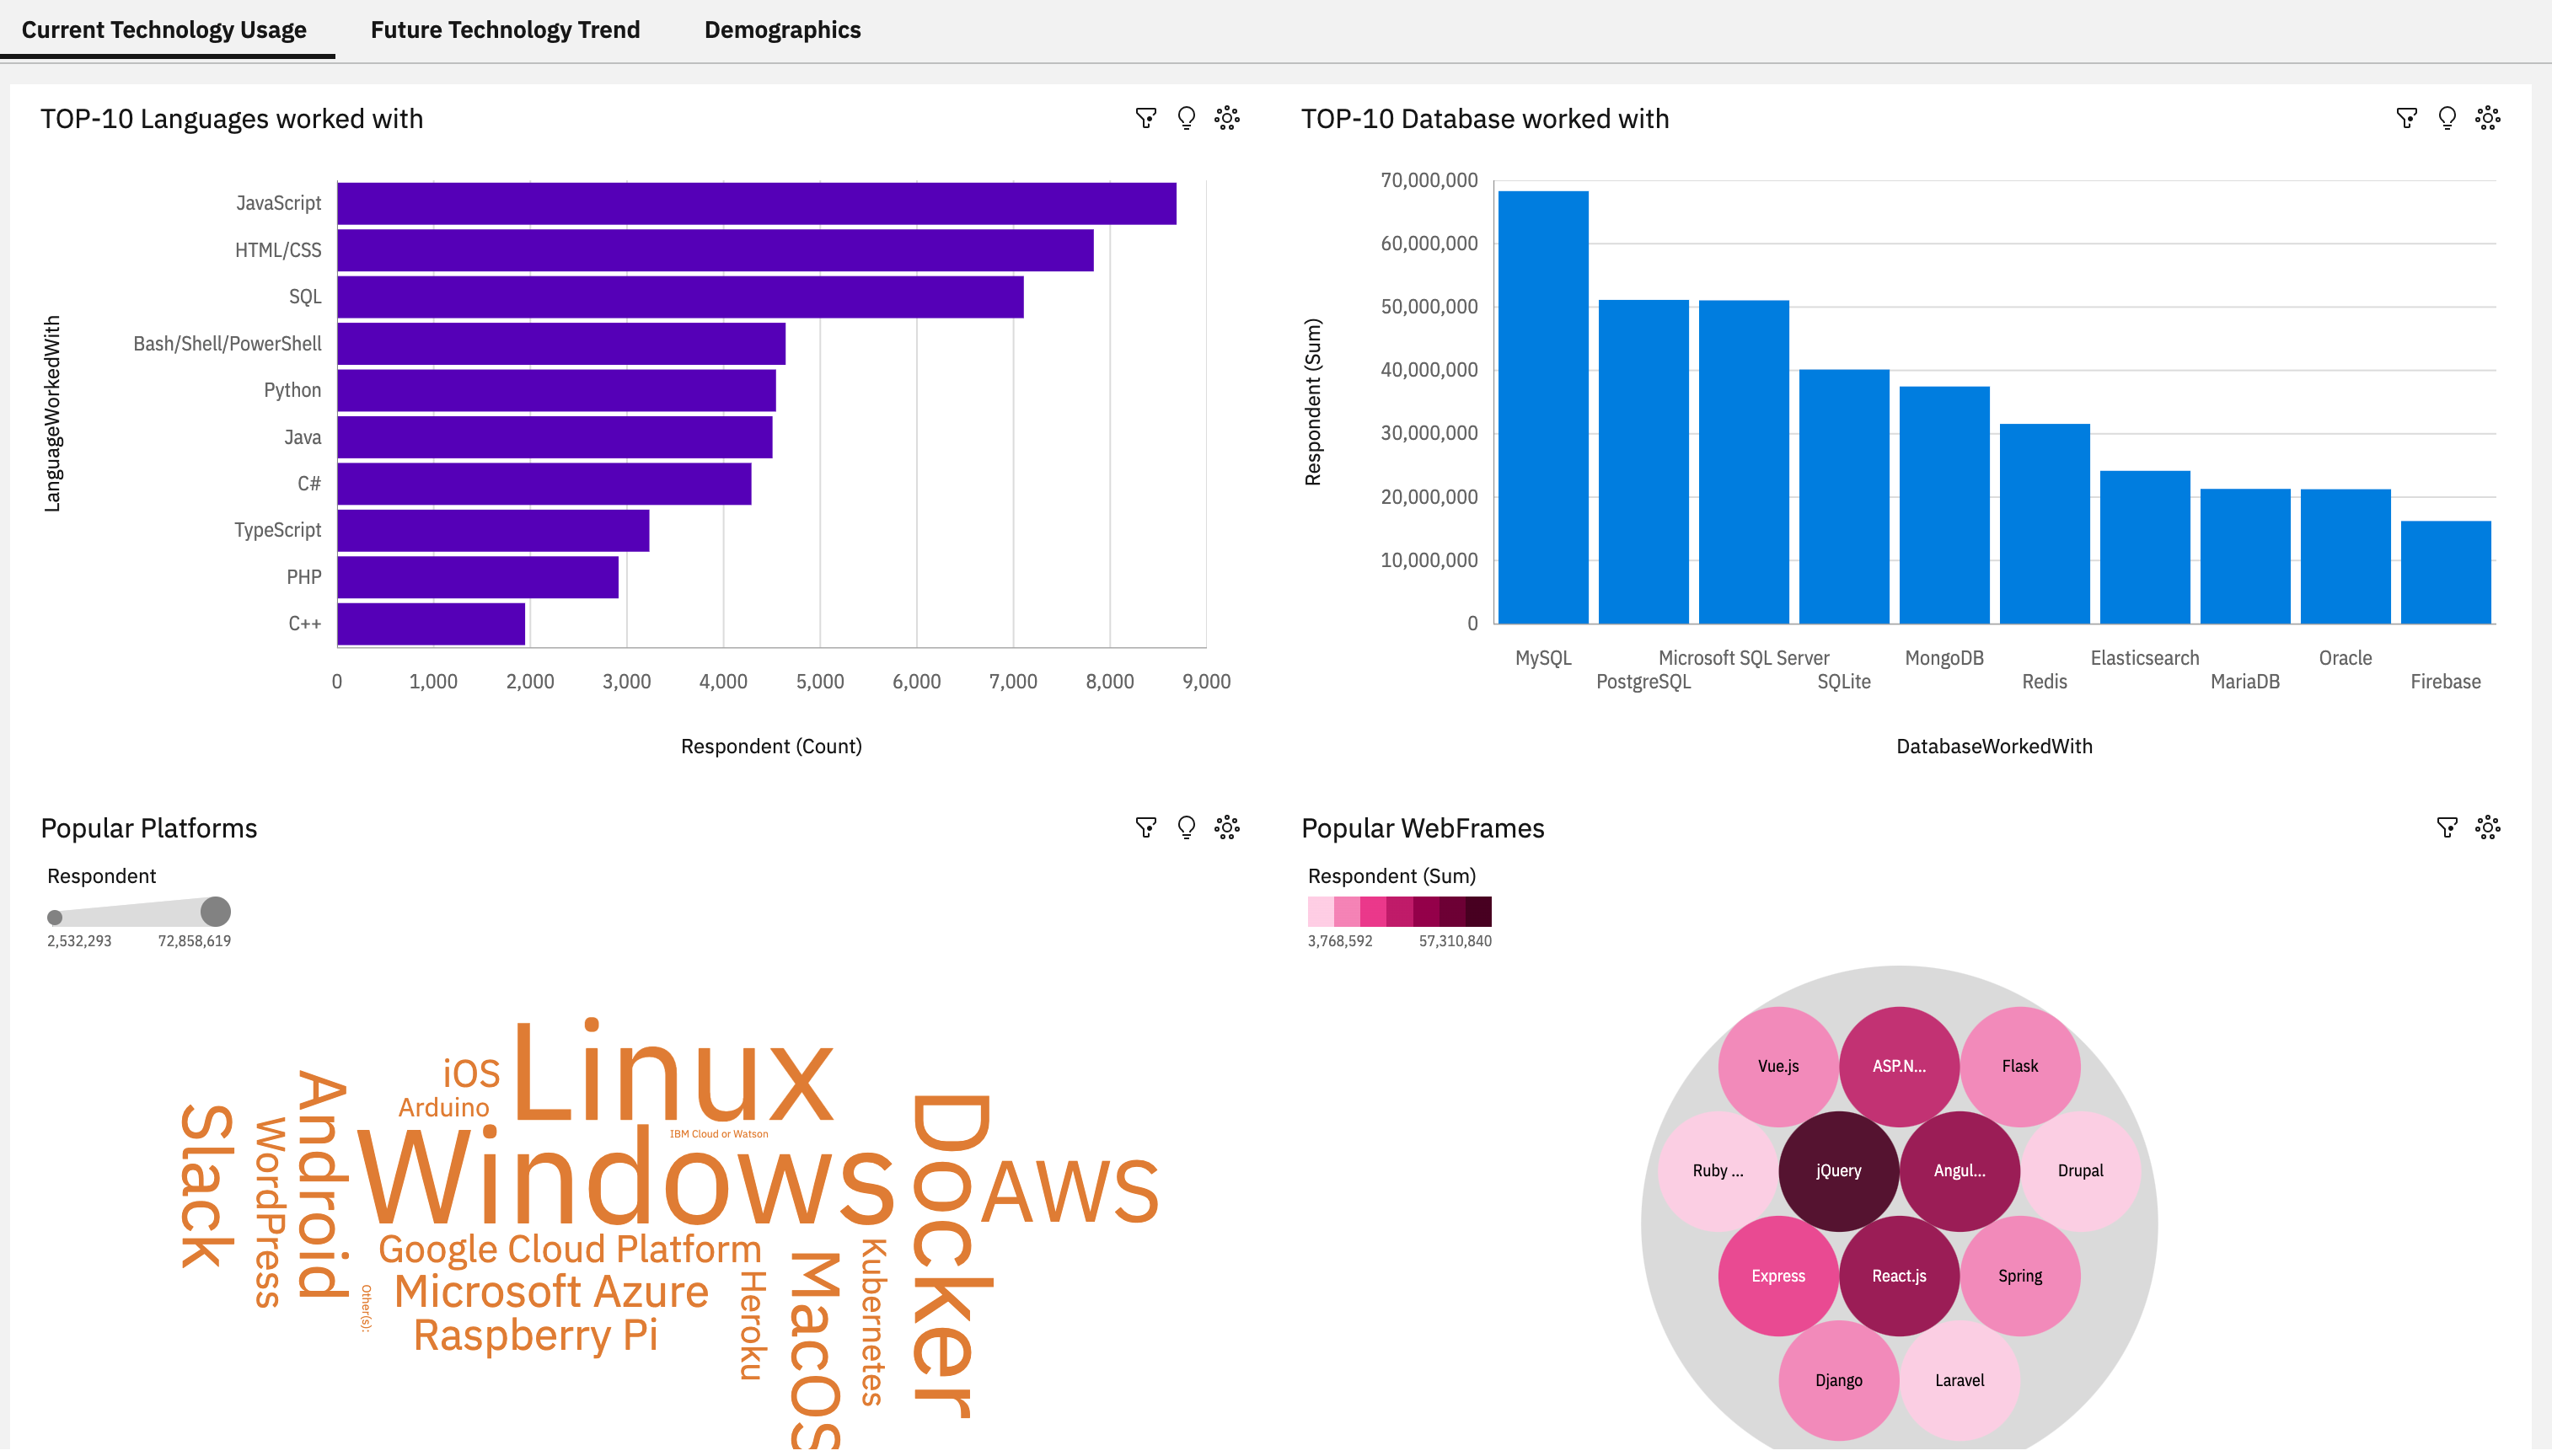 Current Technology Usage
Future Technology Trend
Demographics
TOP-10 Languages worked with
LanguageWorkedWith
JavaScript
HTML/CSS
SQL
Bash/Shell/PowerShell
Python
Java
C#
TypeScript
PHP
C++
0
1,000
2,000
3,000
4,000
5,000
6,000
7,000
8,000
9,000
Respondent (Count)
TOP-10 Database worked with
Respondent (Sum)
70,000,000
60,000,000
50,000,000
40,000,000
30,000,000
20,000,000
10,000,000
0
MySQL
PostgreSQL
Microsoft SQL Server
SQLite
MongoDB
Redis
Elasticsearch
MariaDB
Oracle
Firebase
DatabaseWorkedWith
Popular Platforms
Respondent
2,532,293
72,858,619
Linux
iOS
Arduino
IBM Cloud or Watson
Windows
Slack
WordPress
Android
Docker
AWS
Google Cloud Platform
Microsoft Azure
Raspberry Pi
Other(s):
Heroku
MacOS
Kubernetes
Popular WebFrames
Respondent (Sum)
3,768,592
57,310,840
Vue.js
ASP.N...
Flask
Ruby ...
jQuery
Angul...
Drupal
Express
React.js
Spring
Django
Laravel